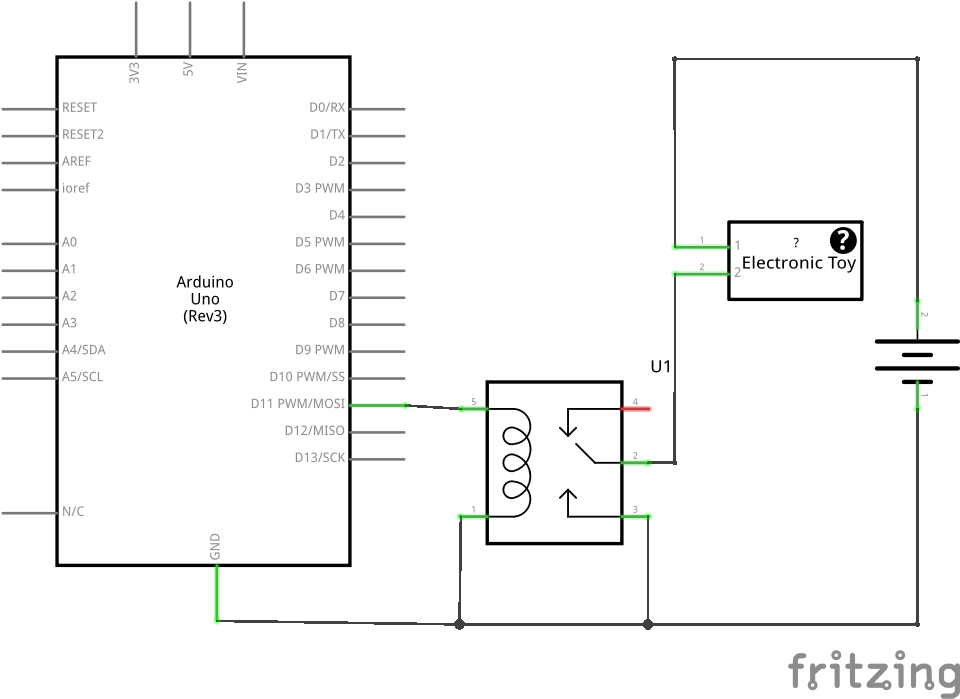 3V3
5V
VIN
RESET
RESET2
AREF
ioref
A0
A1
A2
A3
A4/SDA
A5/SCL
N/C
GND
Arduino
Uno
(Rev3)
D0/RX
D1/TX
D2
D3 PWM
D4
D5 PWM
D6 PWM
D7
D8
D9 PWM
D10 PWM/SS
D11 PWM/MOSI
D12/MISO
D13/SCK
U1
5
1
4
2
3
1
2
1
2
?
?
Electronic Toy
2
1
fritzing